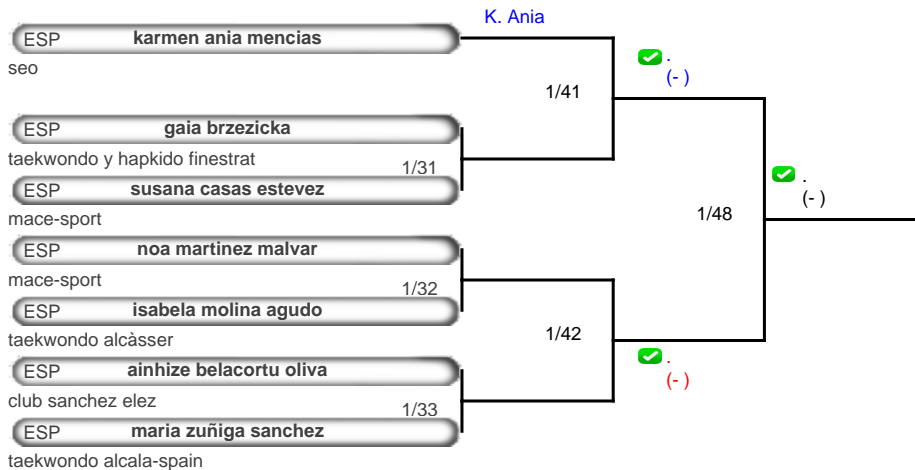 K. Ania
ESP karmen ania mencias
seo
.
(- )
1/41
ESP gaia brzezicka
taekwondo y hapkido finestrat
1/31
ESP susana casas estevez
mace-sport
.
(- )
1/48
ESP noa martinez malvar
mace-sport
1/32
ESP isabela molina agudo
taekwondo alcàsser
1/42
.
(- )
ESP ainhize belacortu oliva
club sanchez elez
1/33
ESP maria zuñiga sanchez
taekwondo alcala-spain